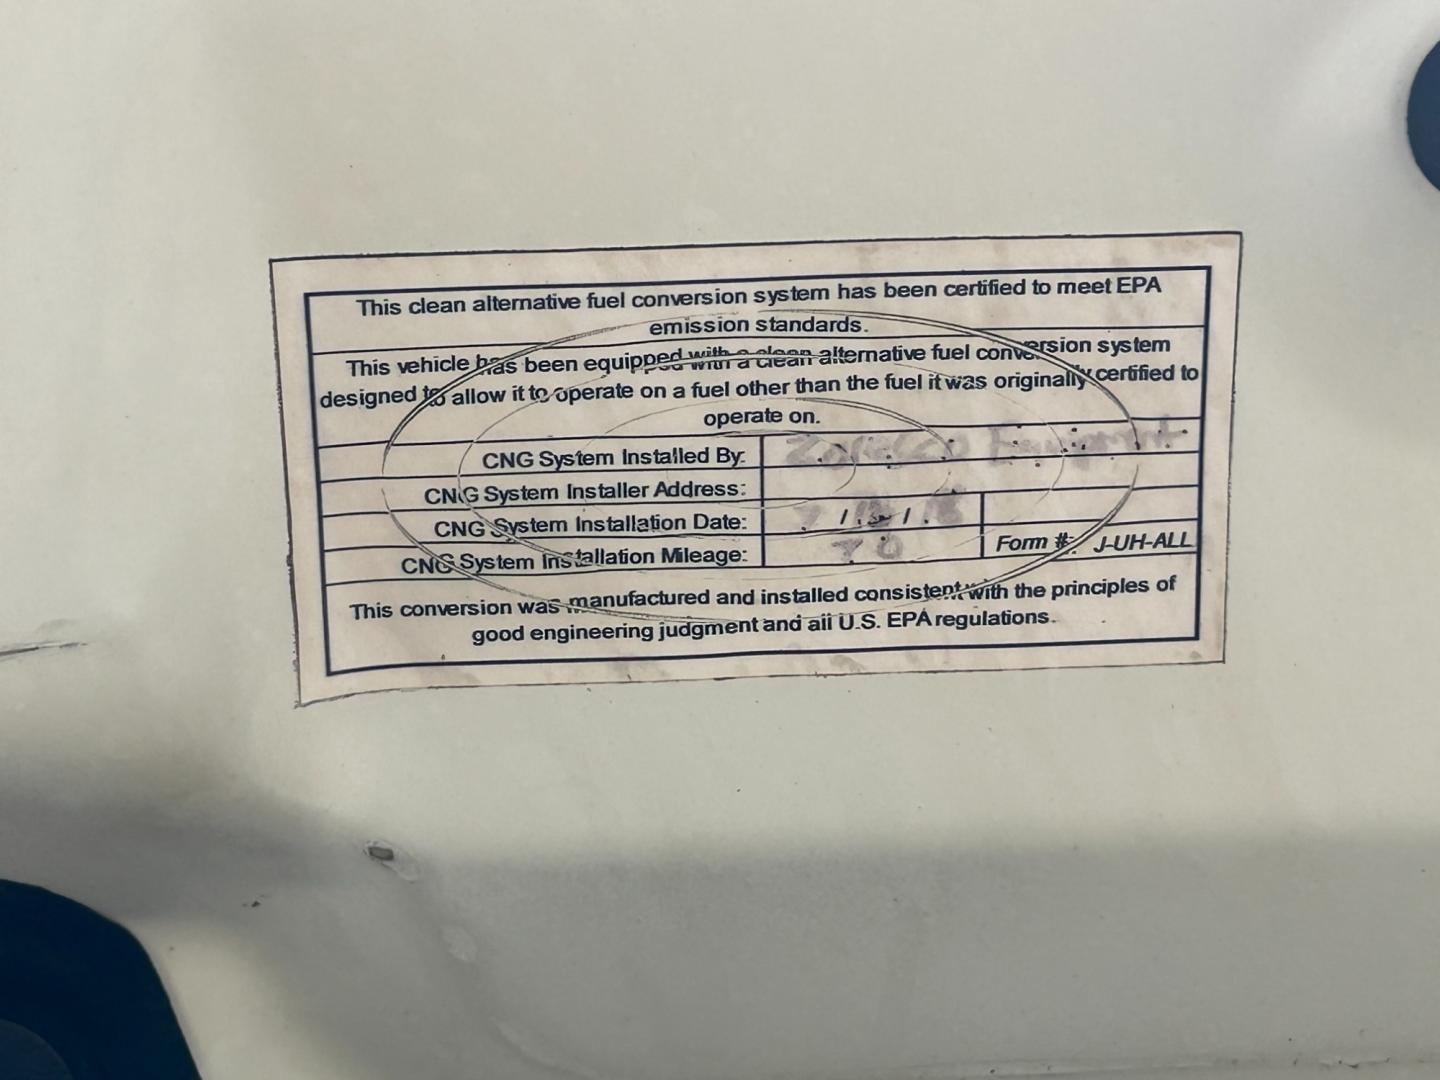 This clean alternative fuel conversion system has been certified to meet EPA
emission standards.
This vehicle has been equipped with a clean alternative fuel conversion system
designed to allow it to operate on a fuel other than the fuel it was originally certified to
operate on.
CNG System Installed By: Equipment
CNG System Installer Address:
CNG System Installation Date:
CNG System Installation Mileage: 70 Form #: J-UH-ALL
This conversion was manufactured and installed consistent with the principles of
good engineering judgment and all U.S. EPA regulations.